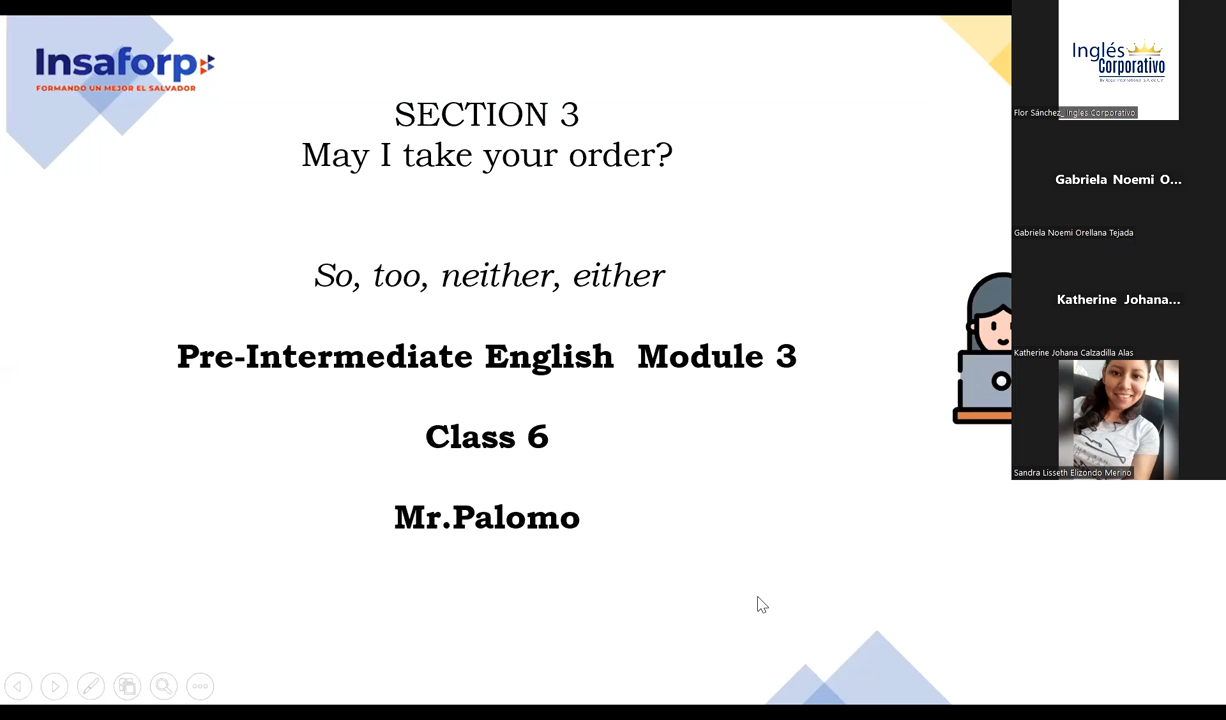 Insaforp
FORMANDO UN MEJOR EL SALVADOR
SECTION 3
May I take your order?
So, too, neither, either
Pre-Intermediate English Module 3
Class 6
Mr.Palomo
Inglés
Corporativo
Flor Sánchez_ Ingles Corporativo
Gabriela Noemi O...
Gabriela Noemi Orellana Tejada
Katherine Johana...
Katherine Johana Calzadilla Alas
Sandra Lisseth Elizondo Merino